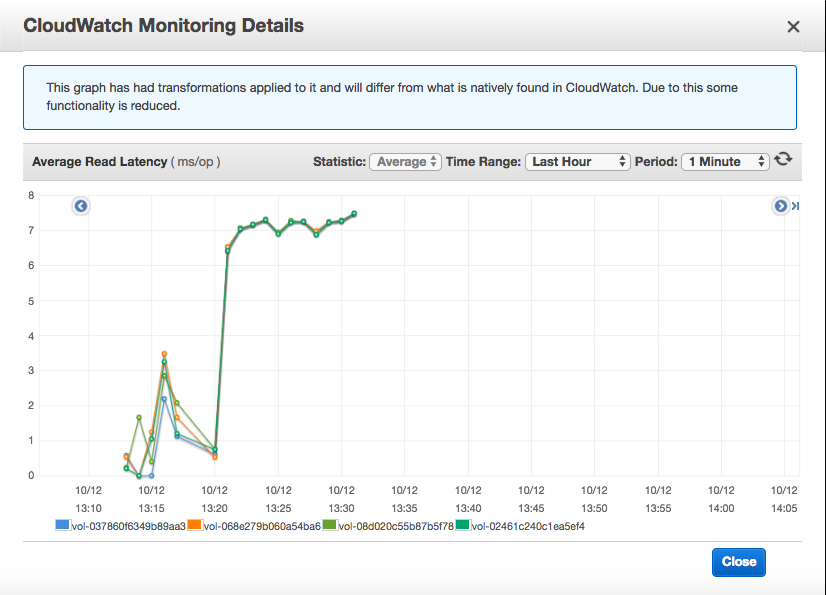 CloudWatch Monitoring Details
This graph has had transformations applied to it and will differ from what is natively found in CloudWatch. Due to this some
functionality is reduced.
Average Read Latency ( ms/op ) Statistic: Average Time Range: Last Hour Period: 1 Minute
8
7
6
5
4
3
2
1
0
10/12 10/12 10/12 10/12 10/12 10/12 10/12 10/12 10/12 10/12 10/12 10/12
13:10 13:15 13:20 13:25 13:30 13:35 13:40 13:45 13:50 13:55 14:00 14:05
vol-037860f6349b89aa3 vol-068e279b060a54ba6 vol-08d020c55b87b5f78 vol-02461c240c1ea5ef4
Close